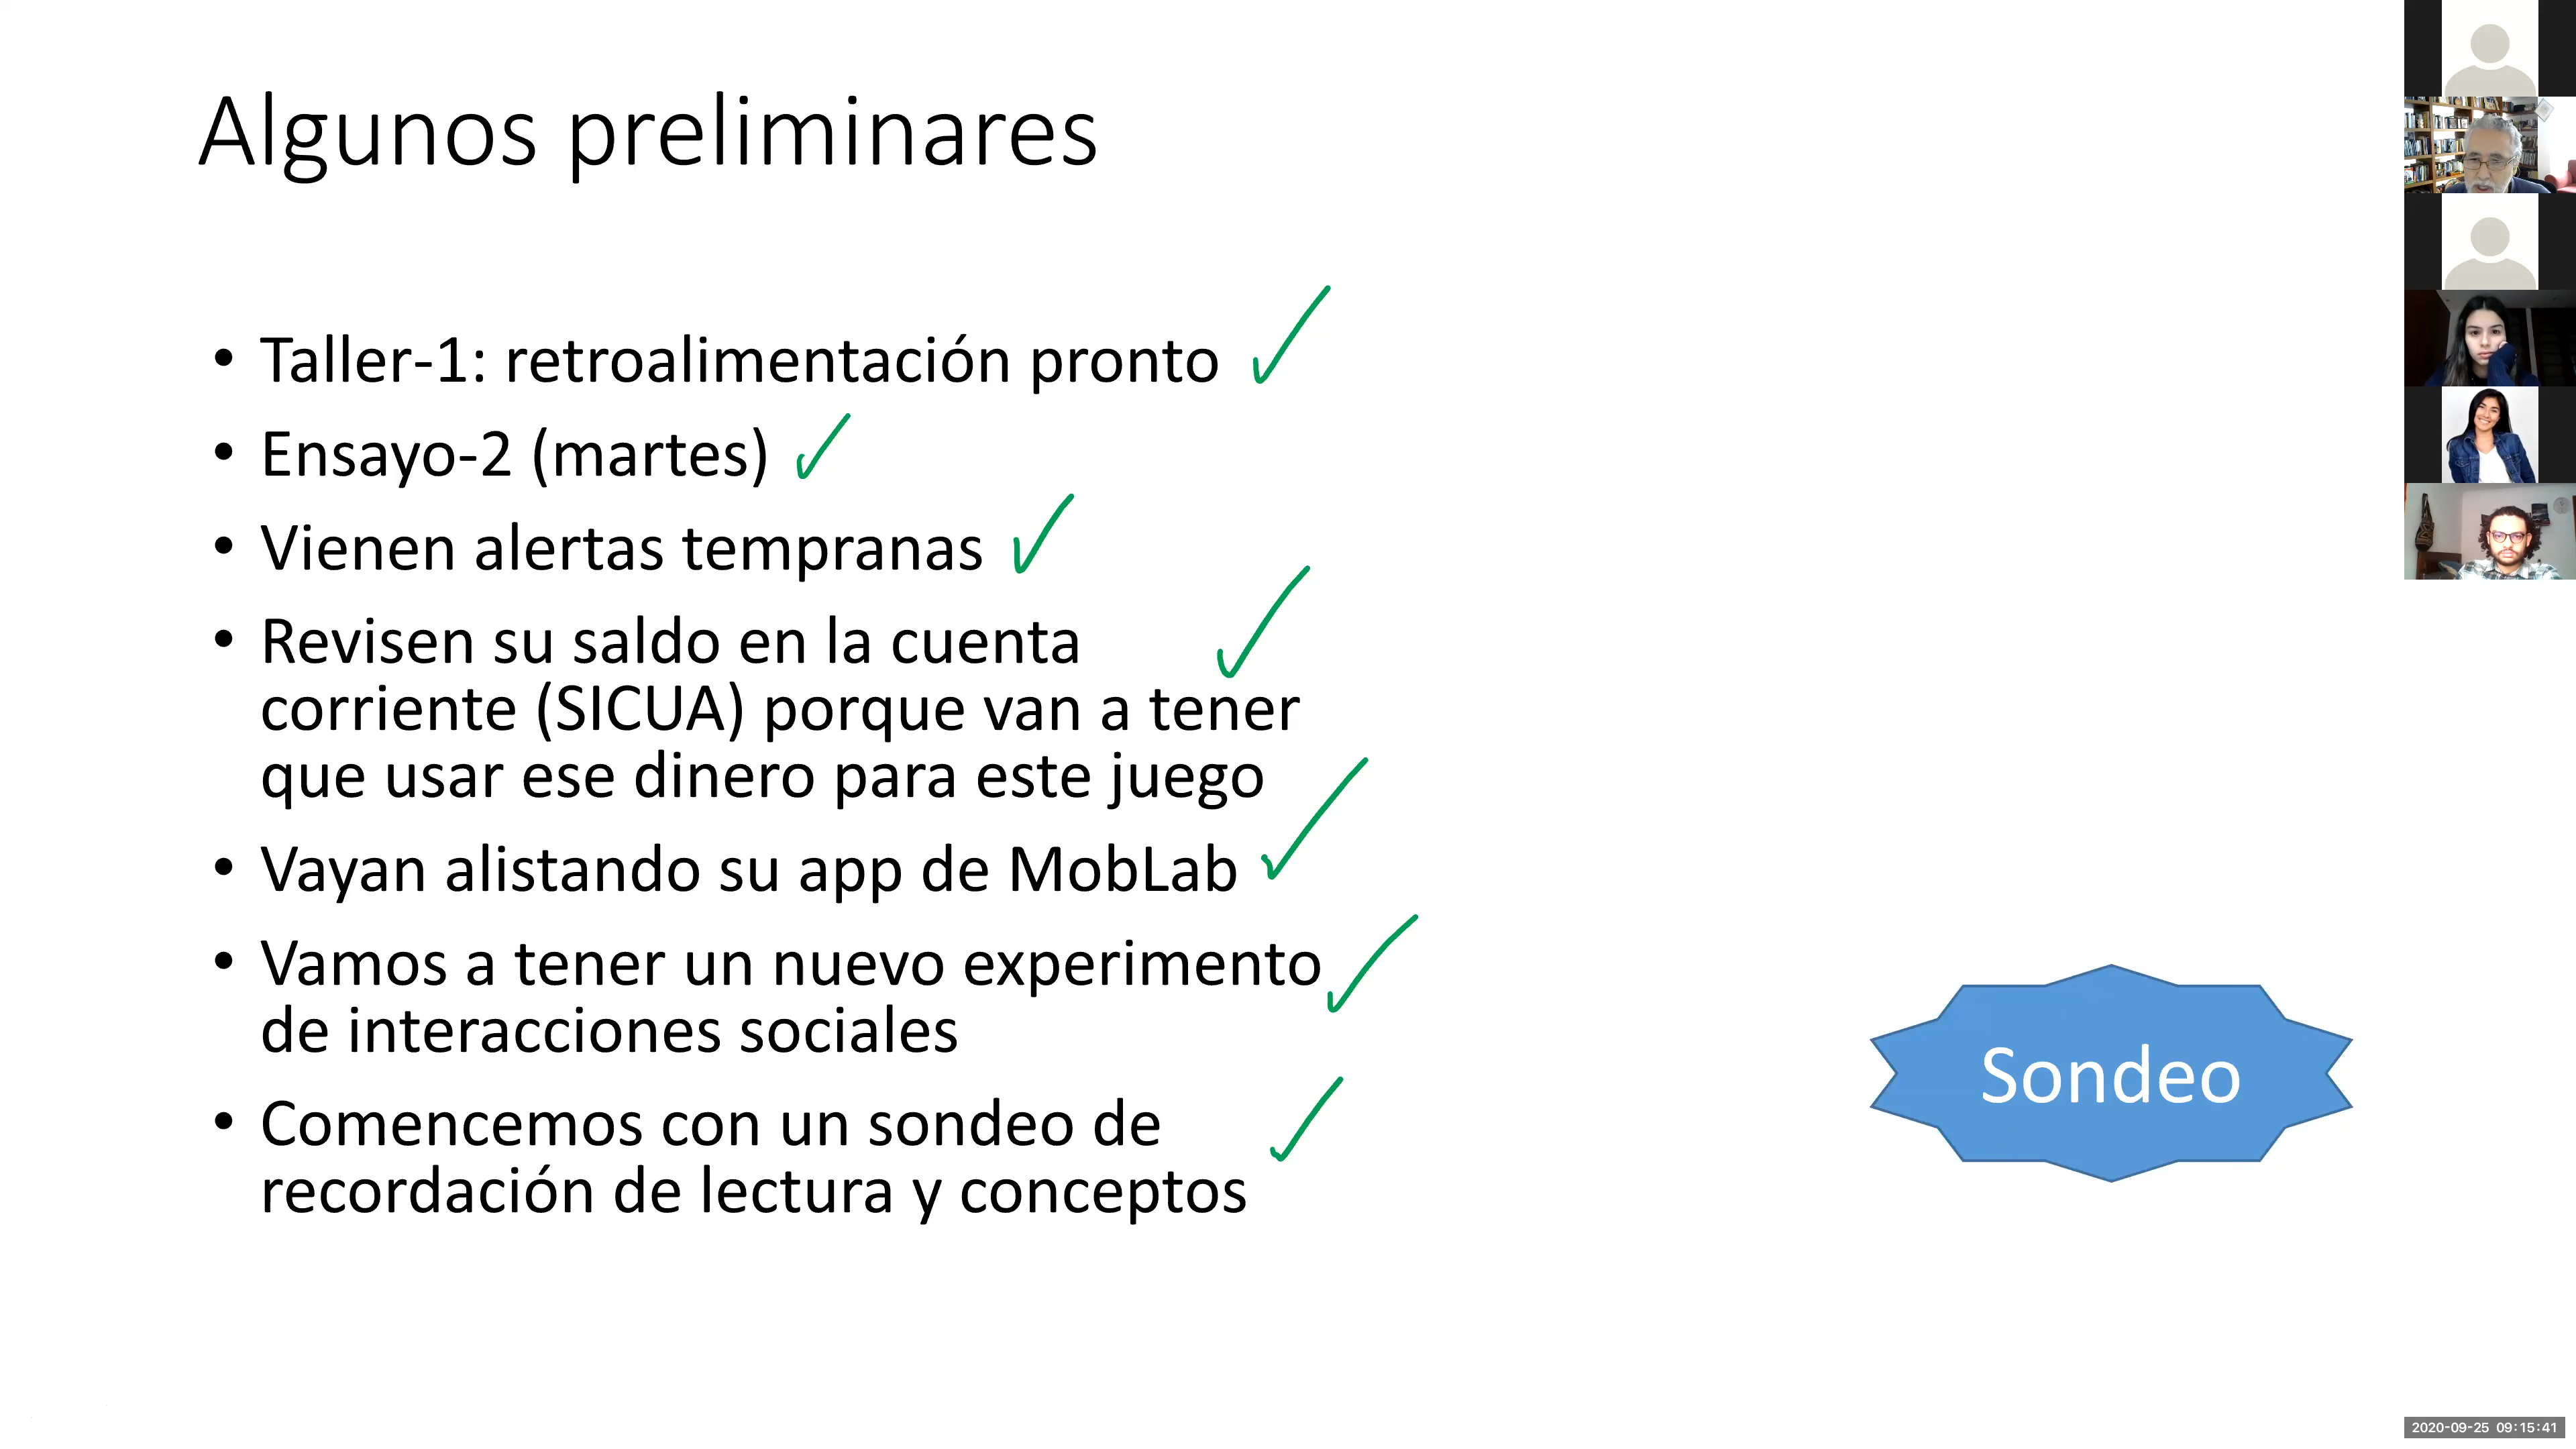 Algunos preliminares
• Taller-1: retroalimentación pronto
• Ensayo-2 (martes)
• Vienen alertas tempranas
• Revisen su saldo en la cuenta
corriente (SICUA) porque van a tener
que usar ese dinero para este juego
• Vayan alistando su app de MobLab
• Vamos a tener un nuevo experimento
de interacciones sociales
• Comencemos con un sondeo de
recordación de lectura y conceptos
Sondeo
2020-09-25 09:15:41